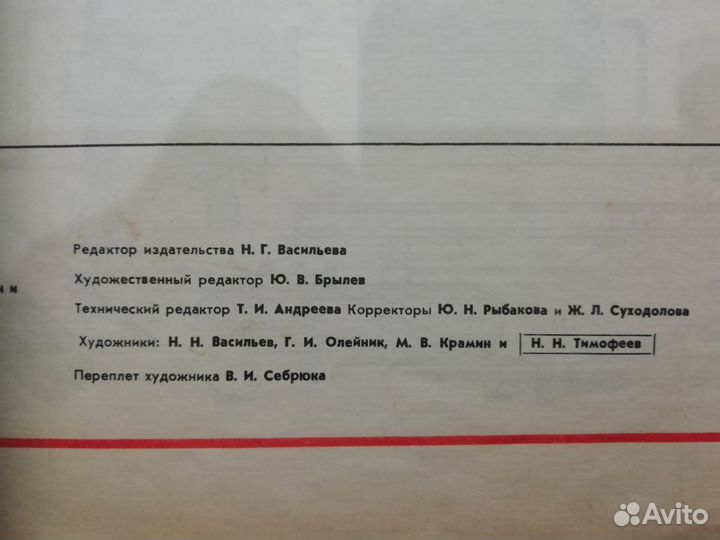 Редактор издательства Н. Г. Васильева
Художественный редактор Ю. В. Брылев
Технический редактор Т. И. Андреева Корректоры Ю. Н. Рыбакова и Ж. Л. Суходолова
Художники: Н. Н. Васильев, Г. И. Олейник, М. В. Крамин и Н. Н. Тимофеев
Переплет художника В. И. Себрюка
Avito